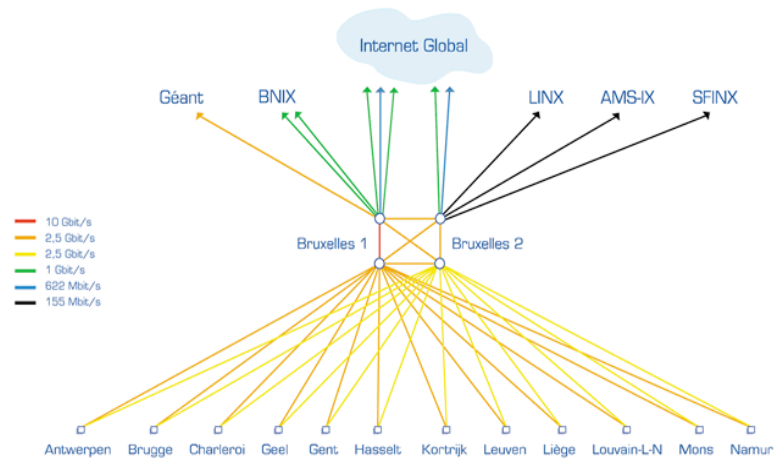 Internet Global
Géant
BNIX
LINX
AMS-IX
SFINX
10 Gbit/s
2,5 Gbit/s
2,5 Gbit/s
1 Gbit/s
622 Mbit/s
155 Mbit/s
Bruxelles 1
Bruxelles 2
Antwerpen
Brugge
Charleroi
Geel
Gent
Hasselt
Kortrijk
Leuven
Liège
Louvain-L-N
Mons
Namur